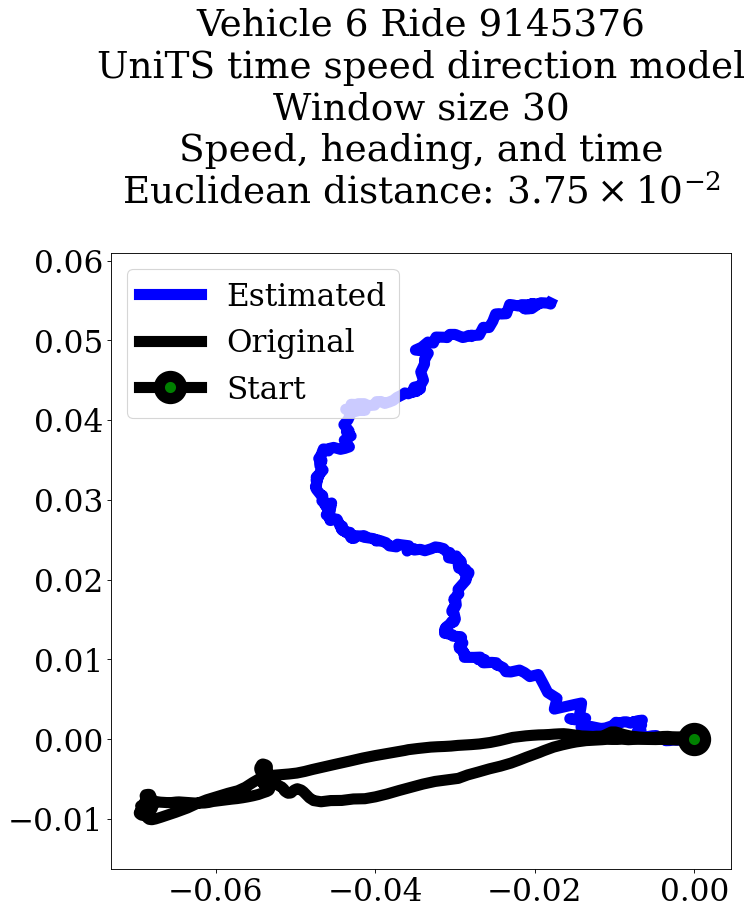 Vehicle 6 Ride 9145376
UniTS time speed direction model
Window size 30
Speed, heading, and time
Euclidean distance: 3.75 × 10⁻²
0.06
Estimated
Original
Start
0.05
0.04
0.03
0.02
0.01
0.00
−0.01
−0.06 −0.04 −0.02 0.00